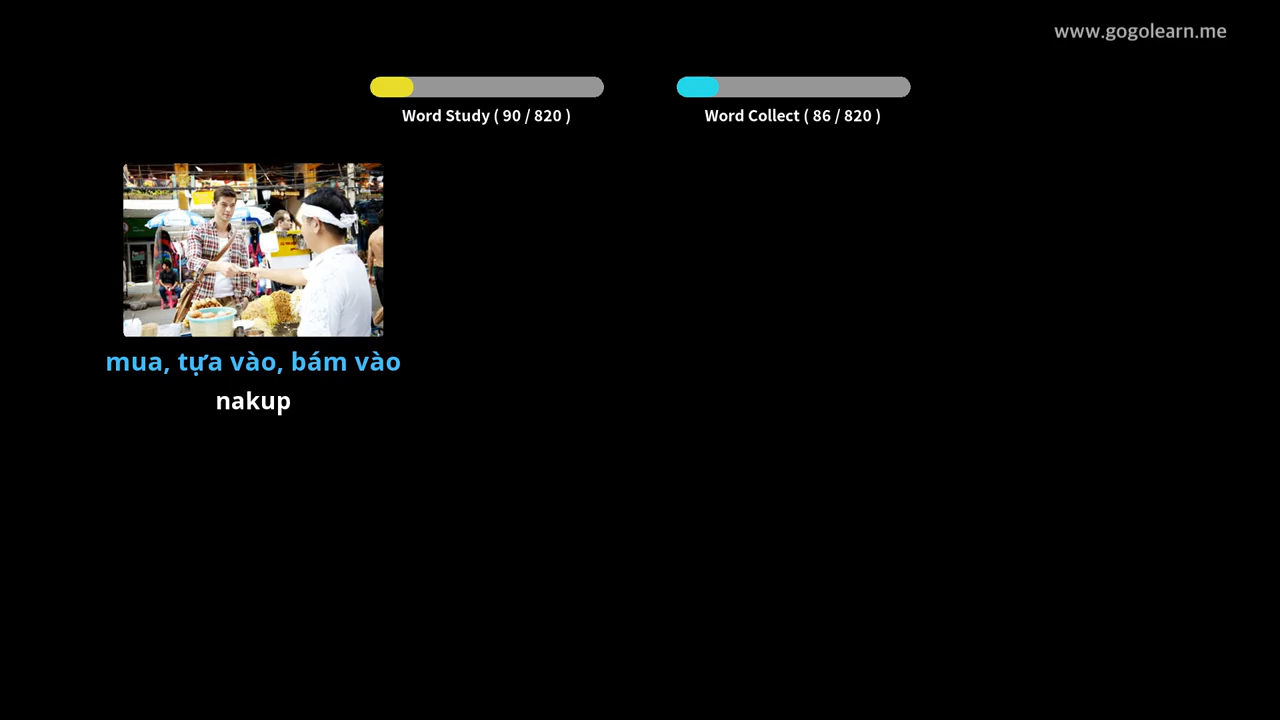 www.gogolearn.me
Word Study ( 90 / 820 )
Word Collect ( 86 / 820 )
mua, tựa vào, bám vào
nakup